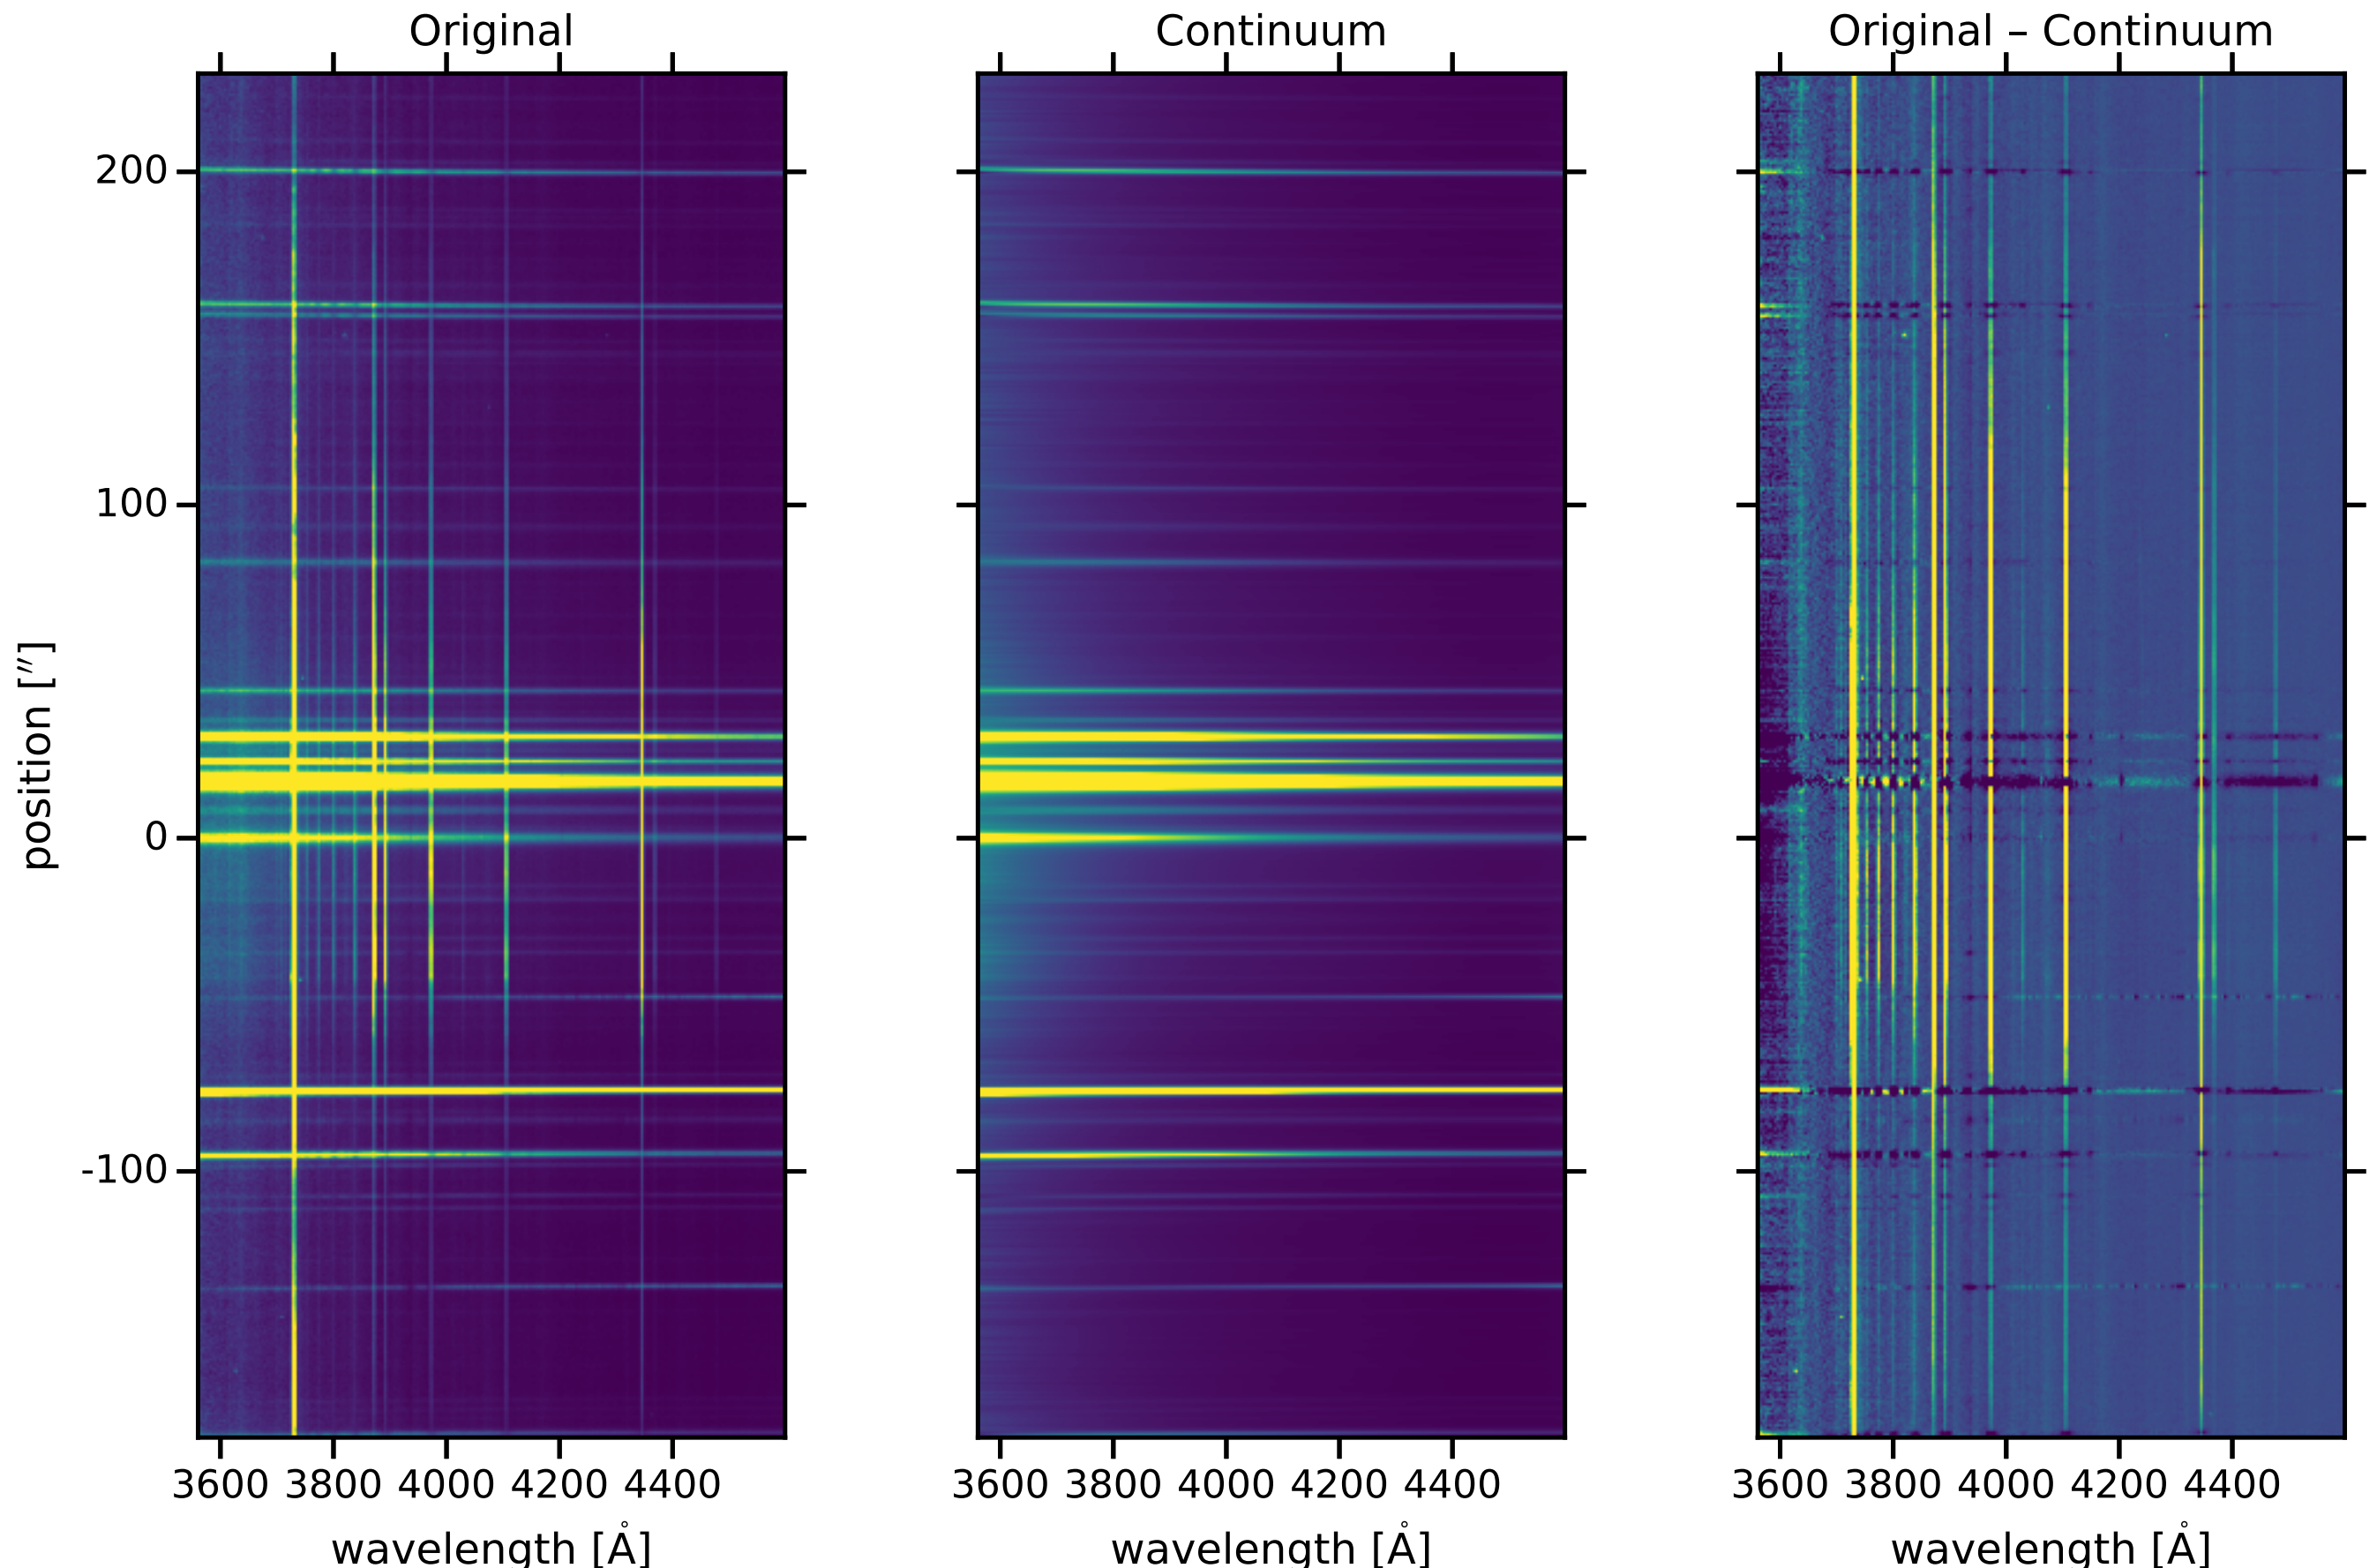 Original Continuum Original – Continuum
200
100
0
-100
position [″]
3600 3800 4000 4200 4400 3600 3800 4000 4200 4400 3600 3800 4000 4200 4400
wavelength [Å] wavelength [Å] wavelength [Å]